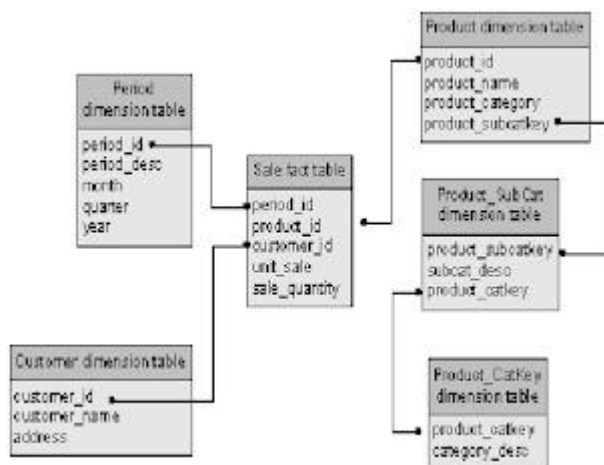 Product dimension table
product_id
product_name
product_category
product_subcatkey
Period
dimension table
period_id
period_desc
month
quarter
year
Sale fact table
period_id
product_id
customer_id
unit_sale
sale_quantity
Product_SubCat
dimension table
product_subcatkey
subcat_desc
product_catkey
Customer dimension table
customer_id
customer_name
address
Product_CatKey
dimension table
product_catkey
category_desc